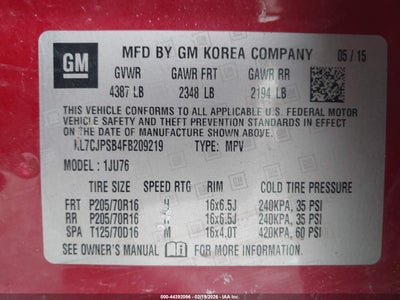 GM
MFD BY GM KOREA COMPANY 05/15
GVWR GAWR FRT GAWR RR
4387 LB 2348 LB 2194 LB
THIS VEHICLE CONFORMS TO ALL APPLICABLE U.S. FEDERAL MOTOR
VEHICLE SAFETY, BUMPER, AND THEFT PREVENTION STANDARDS IN
EFFECT ON THE DATE OF MANUFACTURE SHOWN ABOVE.
KL7CJPSB4FB209219 TYPE: MPV
MODEL: 1JU76
TIRE SIZE SPEED RTG RIM COLD TIRE PRESSURE
FRT P205/70R16 H 16x6.5J 240KPA, 35 PSI
RR P205/70R16 H 16x6.5J 240KPA, 35 PSI
SPA T125/70D16 M 16x4.0T 420KPA, 60 PSI
SEE OWNER'S MANUAL FOR MORE INFORMATION
STOCK: 44392096 - 02/19/2026 - IAA Inc.